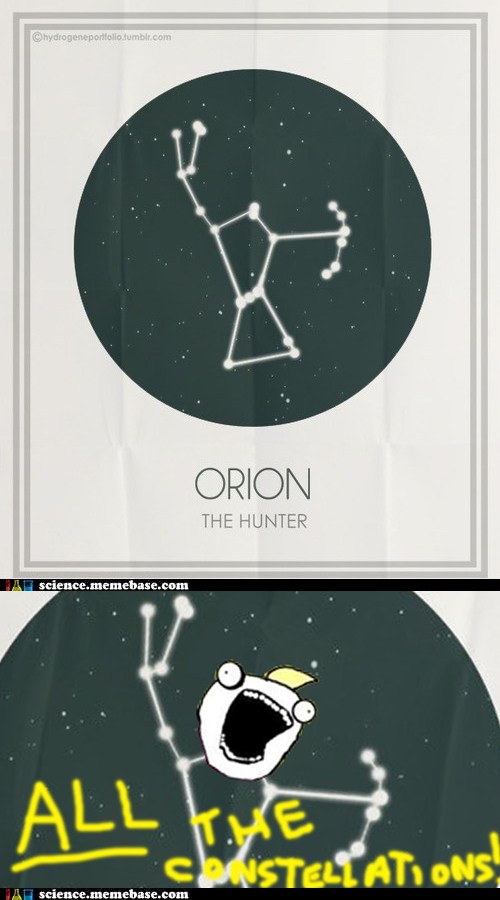 ©hydrogeneportfolio.tumblr.com
ORION
THE HUNTER
science.memebase.com
ALL THE
CONSTELLATIONS!
science.memebase.com